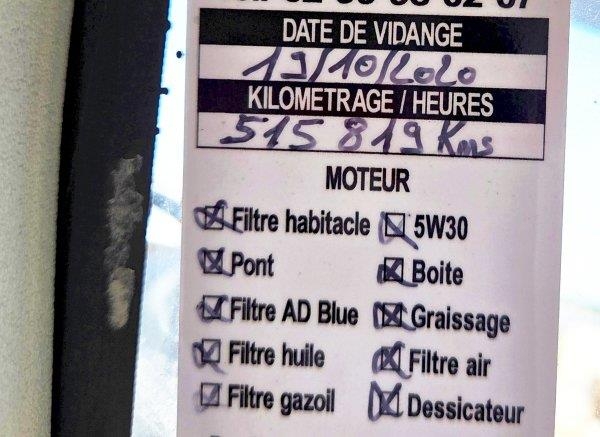 DATE DE VIDANGE
19/10/2020
KILOMETRAGE / HEURES
515 819 Kms
MOTEUR
Filtre habitacle 5W30
Pont Boite
Filtre AD Blue Graissage
Filtre huile Filtre air
Filtre gazoil Dessicateur